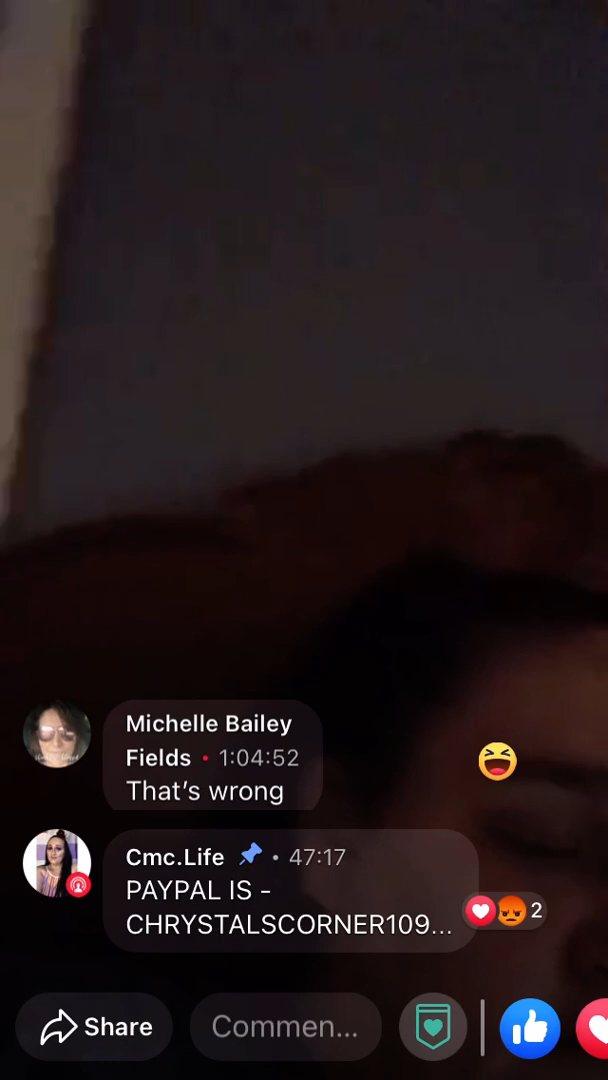 Michelle Bailey
Fields • 1:04:52
That's wrong
Cmc.Life • 47:17
PAYPAL IS -
CHRYSTALSCORNER109...
2
Share
Commen...